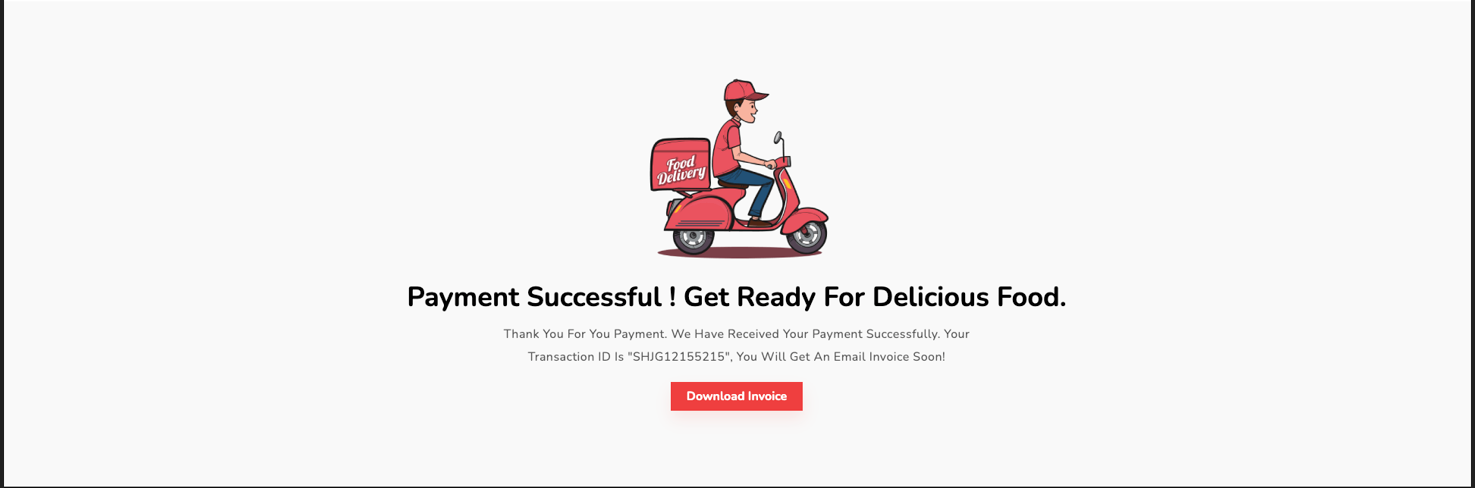 Food
Delivery
Payment Successful ! Get Ready For Delicious Food.
Thank You For You Payment. We Have Received Your Payment Successfully. Your
Transaction ID Is "SHJG12155215", You Will Get An Email Invoice Soon!
Download Invoice